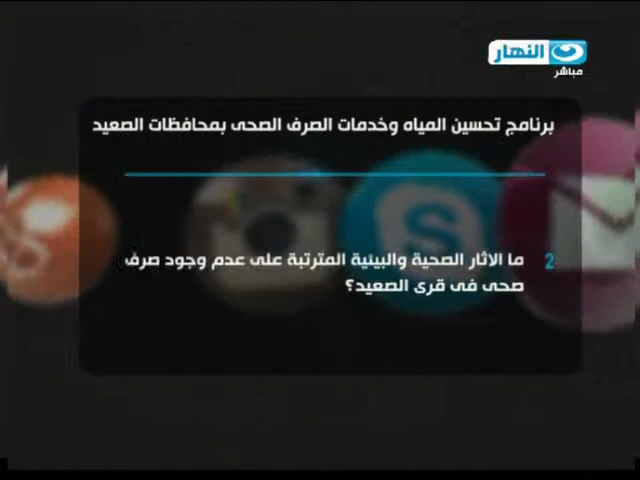 النهار
مباشر
برنامج تحسين المياه وخدمات الصرف الصحى بمحافظات الصعيد
2 ما الاثار الصحية والبيئية المترتبة على عدم وجود صرف
صحى فى قرى الصعيد؟